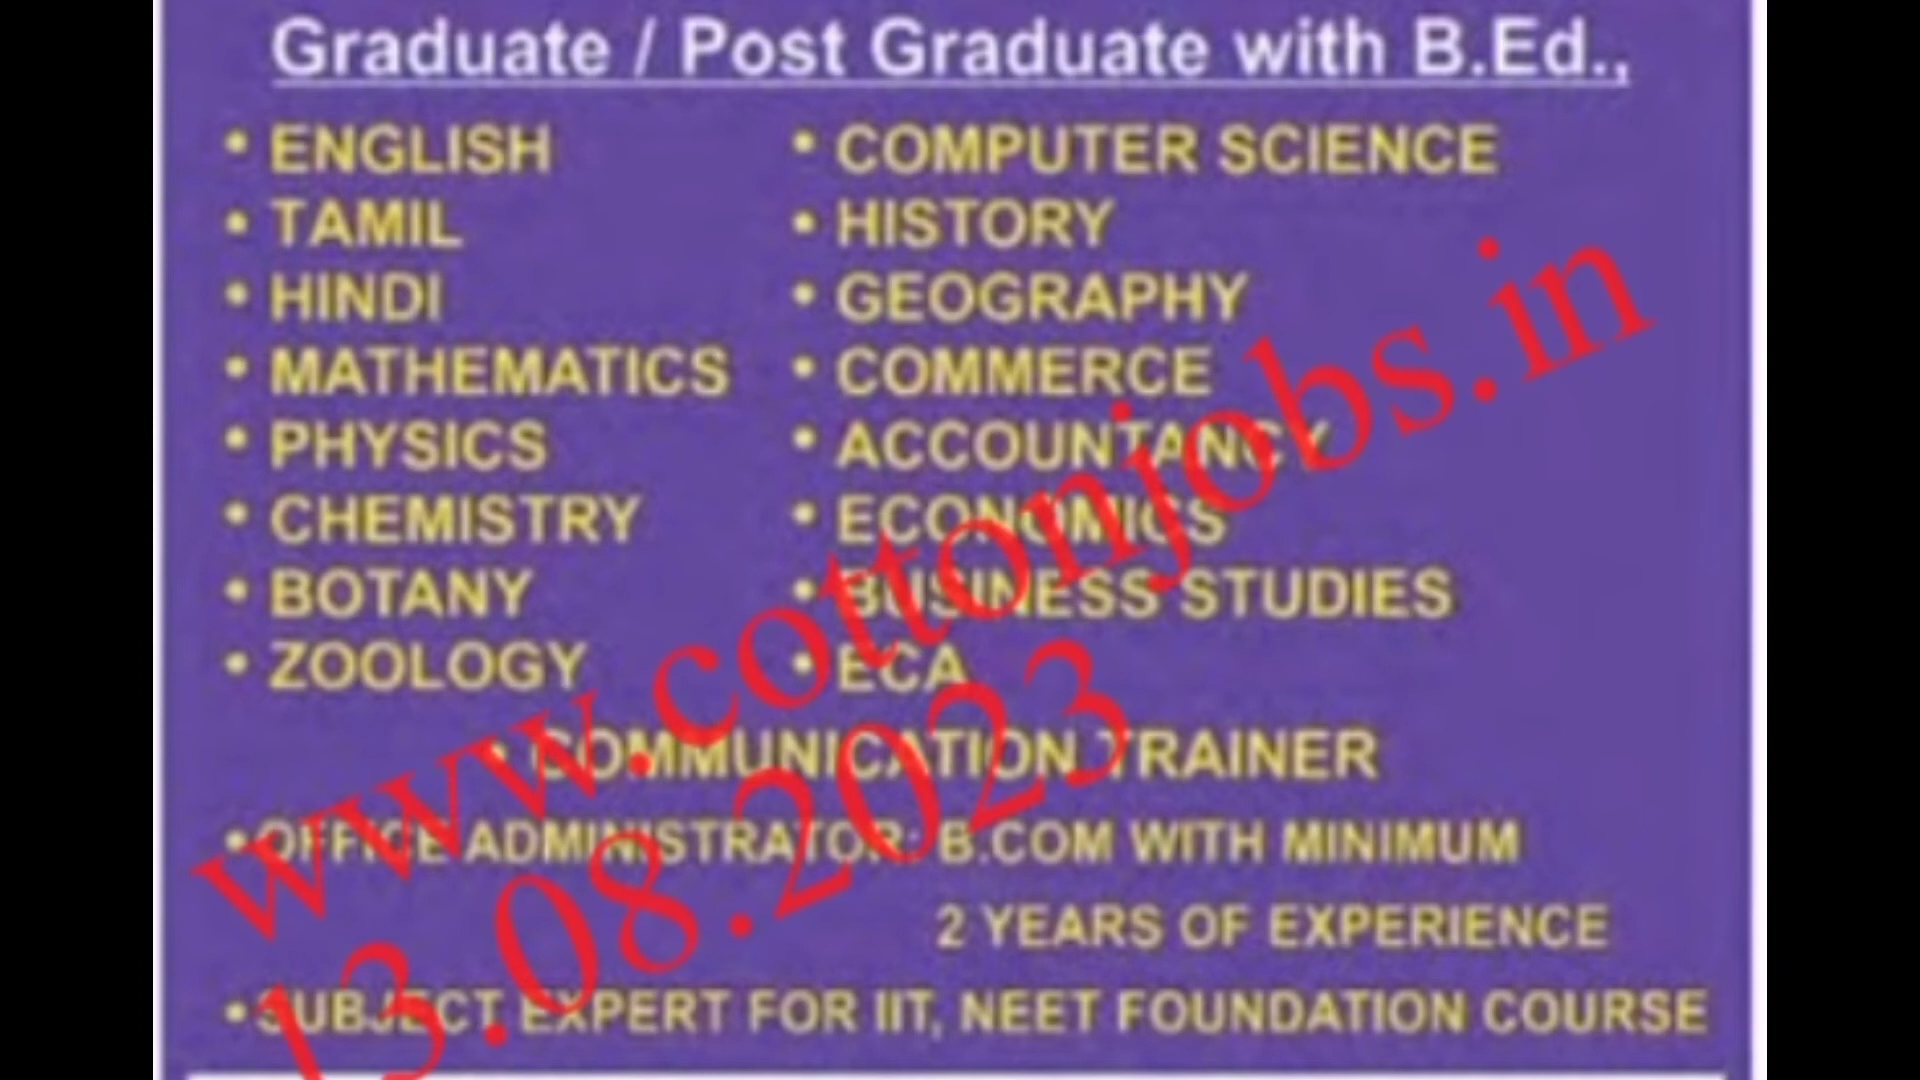 Graduate / Post Graduate with B.Ed.,
• ENGLISH
• TAMIL
• HINDI
• MATHEMATICS
• PHYSICS
• CHEMISTRY
• BOTANY
• ZOOLOGY
• COMPUTER SCIENCE
• HISTORY
• GEOGRAPHY
• COMMERCE
• ACCOUNTANCY
• ECONOMICS
• BUSINESS STUDIES
• ECA
• COMMUNICATION TRAINER
• OFFICE ADMINISTRATOR: B.COM WITH MINIMUM
2 YEARS OF EXPERIENCE
• SUBJECT EXPERT FOR IIT, NEET FOUNDATION COURSE
www.cottonjobs.in
13.08.2023